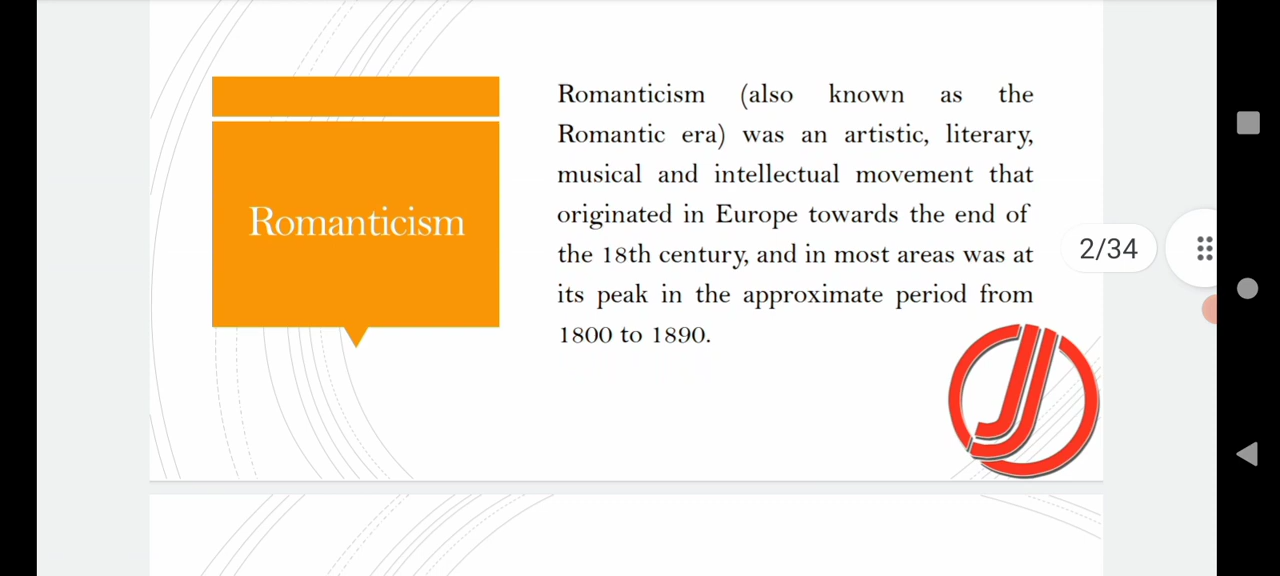 Romanticism
Romanticism (also known as the
Romantic era) was an artistic, literary,
musical and intellectual movement that
originated in Europe towards the end of
the 18th century, and in most areas was at
its peak in the approximate period from
1800 to 1890.
2/34